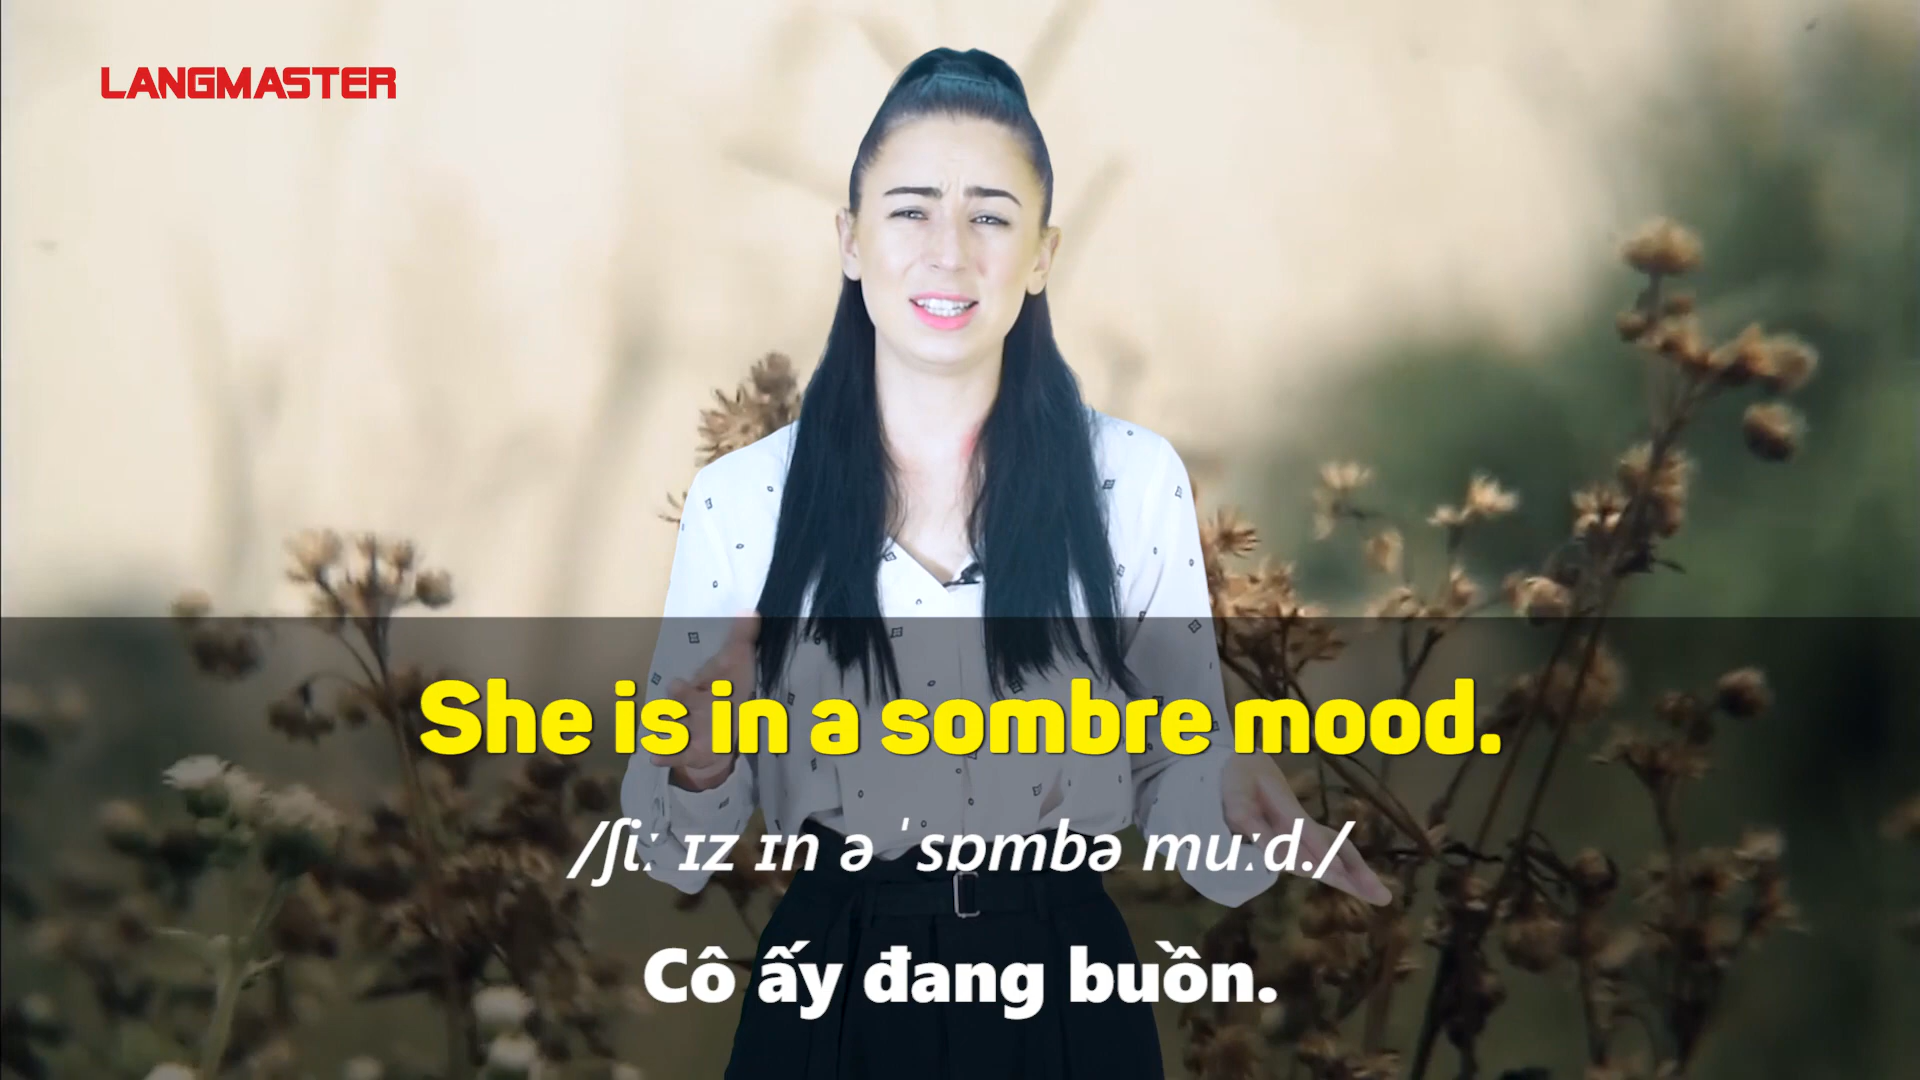 LANGMASTER
She is in a sombre mood.
/ʃiː ɪz ɪn ə ˈsɒmbə muːd./
Cô ấy đang buồn.